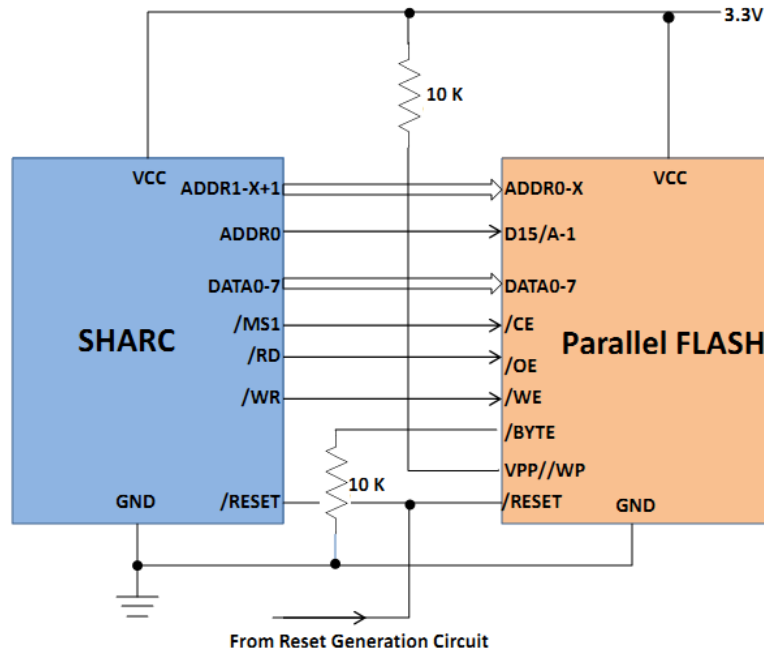 3.3V
10 K
VCC
VCC
ADDR1-X+1
ADDR0-X
ADDR0
D15/A-1
DATA0-7
DATA0-7
SHARC
/MS1
/CE
Parallel FLASH
/RD
/OE
/WR
/WE
/BYTE
VPP//WP
10 K
GND
/RESET
/RESET
GND
From Reset Generation Circuit